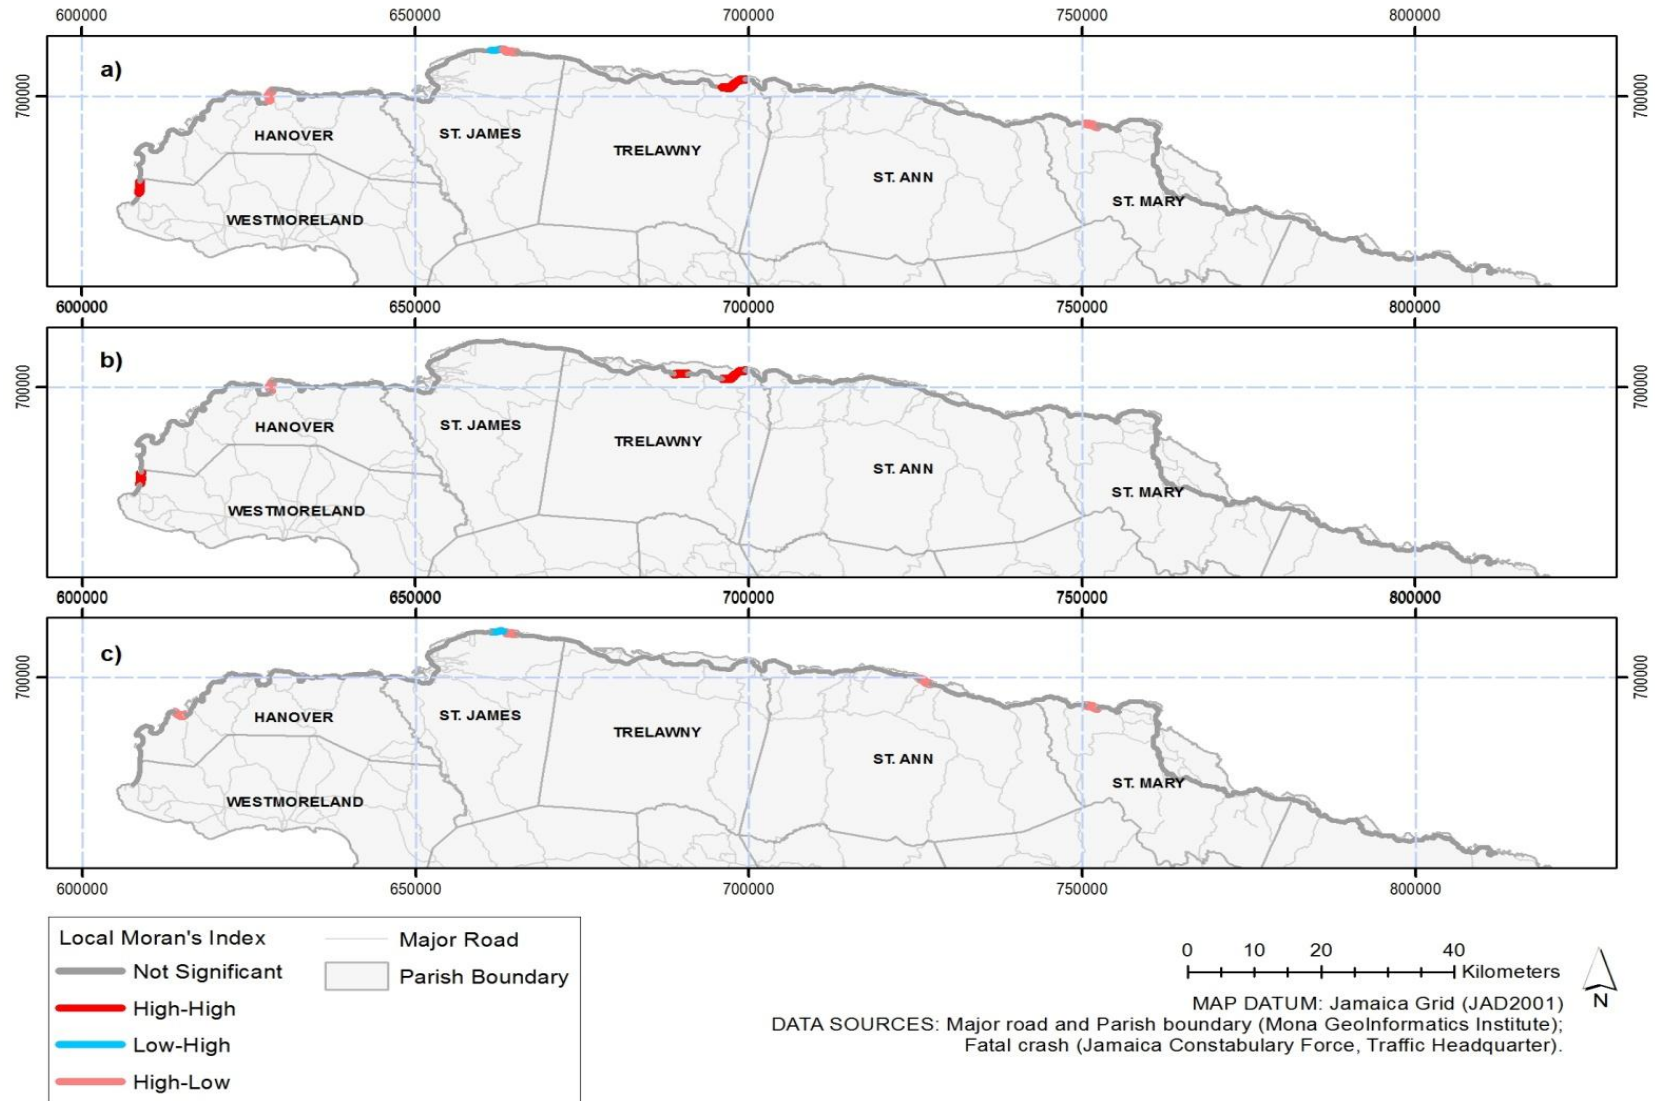 600000 650000 700000 750000 800000
a)
700000 700000
HANOVER ST. JAMES TRELAWNY ST. ANN ST. MARY
WESTMORELAND
600000 650000 700000 750000 800000
b)
700000 700000
HANOVER ST. JAMES TRELAWNY ST. ANN ST. MARY
WESTMORELAND
600000 650000 700000 750000 800000
c)
700000 700000
HANOVER ST. JAMES TRELAWNY ST. ANN ST. MARY
WESTMORELAND
600000 650000 700000 750000 800000
Local Moran's Index
Not Significant
High-High
Low-High
High-Low
Major Road
Parish Boundary
0 10 20 40
Kilometers
N
MAP DATUM: Jamaica Grid (JAD2001)
DATA SOURCES: Major road and Parish boundary (Mona GeoInformatics Institute);
Fatal crash (Jamaica Constabulary Force, Traffic Headquarter).